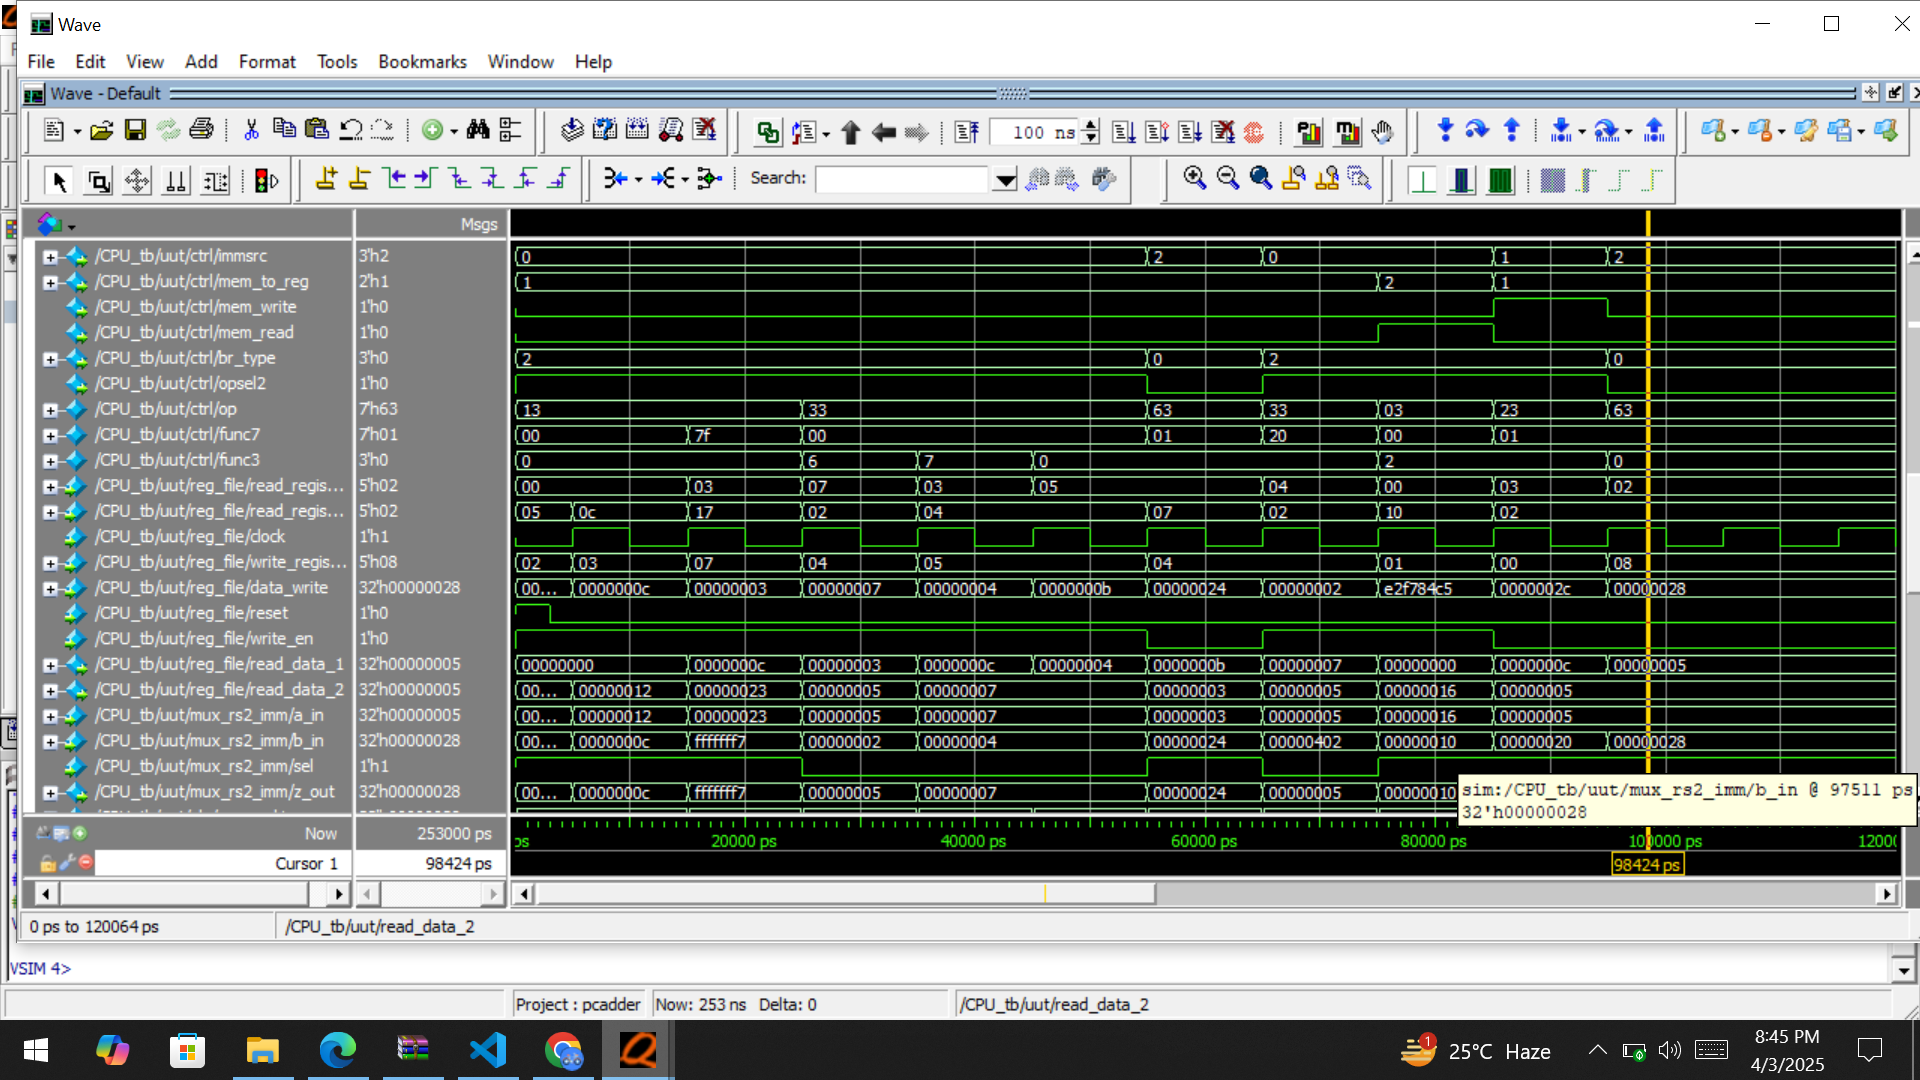 Wave
File Edit View Add Format Tools Bookmarks Window Help
Wave - Default
100 ns
Search:
Msgs
/CPU_tb/uut/ctrl/immsrc 3'h2 0 2 0 1 2
/CPU_tb/uut/ctrl/mem_to_reg 2'h1 1 2 1
/CPU_tb/uut/ctrl/mem_write 1'h0
/CPU_tb/uut/ctrl/mem_read 1'h0
/CPU_tb/uut/ctrl/br_type 3'h0 2 0 2 0
/CPU_tb/uut/ctrl/opsel2 1'h0
/CPU_tb/uut/ctrl/op 7'h63 13 33 63 33 03 23 63
/CPU_tb/uut/ctrl/func7 7'h01 00 7f 00 01 20 00 01
/CPU_tb/uut/ctrl/func3 3'h0 0 6 7 0 2 0
/CPU_tb/uut/reg_file/read_regis... 5'h02 00 03 07 03 05 04 00 03 02
/CPU_tb/uut/reg_file/read_regis... 5'h02 05 0c 17 02 04 07 02 10 02
/CPU_tb/uut/reg_file/clock 1'h1
/CPU_tb/uut/reg_file/write_regis... 5'h08 02 03 07 04 05 04 01 00 08
/CPU_tb/uut/reg_file/data_write 32'h00000028 00... 0000000c 00000003 00000007 00000004 0000000b 00000024 00000002 e2f784c5 0000002c 00000028
/CPU_tb/uut/reg_file/reset 1'h0
/CPU_tb/uut/reg_file/write_en 1'h0
/CPU_tb/uut/reg_file/read_data_1 32'h00000005 00000000 0000000c 00000003 0000000c 00000004 0000000b 00000007 00000000 0000000c 00000005
/CPU_tb/uut/reg_file/read_data_2 32'h00000005 00... 00000012 00000023 00000005 00000007 00000003 00000005 00000016 00000005
/CPU_tb/uut/mux_rs2_imm/a_in 32'h00000005 00... 00000012 00000023 00000005 00000007 00000003 00000005 00000016 00000005
/CPU_tb/uut/mux_rs2_imm/b_in 32'h00000028 00... 0000000c fffffff7 00000002 00000004 00000024 00000402 00000010 00000020 00000028
/CPU_tb/uut/mux_rs2_imm/sel 1'h1
/CPU_tb/uut/mux_rs2_imm/z_out 32'h00000028 00... 0000000c fffffff7 00000005 00000007 00000024 00000005 00000010
sim:/CPU_tb/uut/mux_rs2_imm/b_in @ 97511 ps
32'h00000028
Now 253000 ps ps 20000 ps 40000 ps 60000 ps 80000 ps 100000 ps
Cursor 1 98424 ps 98424 ps
0 ps to 120064 ps /CPU_tb/uut/read_data_2
VSIM 4>
Project : pcadder Now: 253 ns Delta: 0 /CPU_tb/uut/read_data_2
1
25°C Haze
8:45 PM
4/3/2025